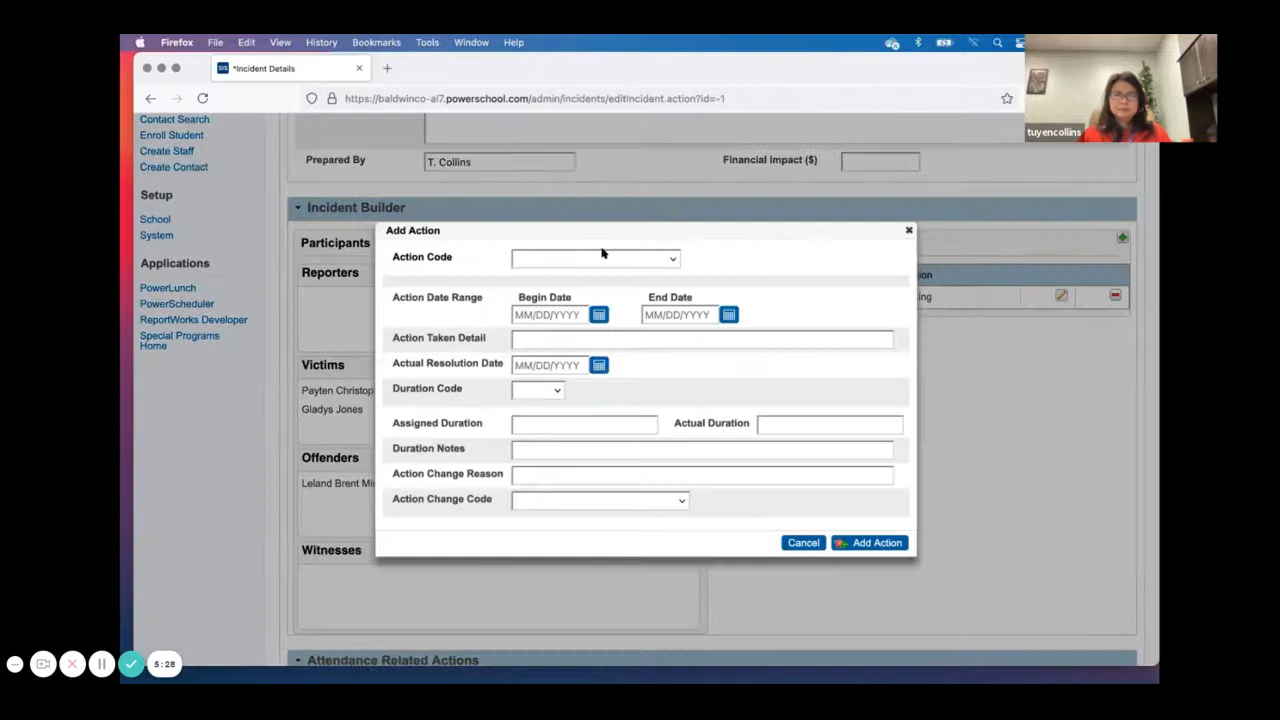 Firefox File Edit View History Bookmarks Tools Window Help
*Incident Details
https://baldwinco-al7.powerschool.com/admin/incidents/editIncident.action?id=-1
tuyencollins
Contact Search
Enroll Student
Create Staff
Create Contact
Setup
School
System
Applications
PowerLunch
PowerScheduler
ReportWorks Developer
Special Programs
Home
Prepared By T. Collins Financial Impact ($)
Incident Builder
Participants
Reporters
Victims
Payten Christop
Gladys Jones
Offenders
Leland Brent Mi
Witnesses
ion
ing
Add Action
Action Code
Action Date Range Begin Date End Date
MM/DD/YYYY MM/DD/YYYY
Action Taken Detail
Actual Resolution Date MM/DD/YYYY
Duration Code
Assigned Duration Actual Duration
Duration Notes
Action Change Reason
Action Change Code
Cancel Add Action
Attendance Related Actions
5:28